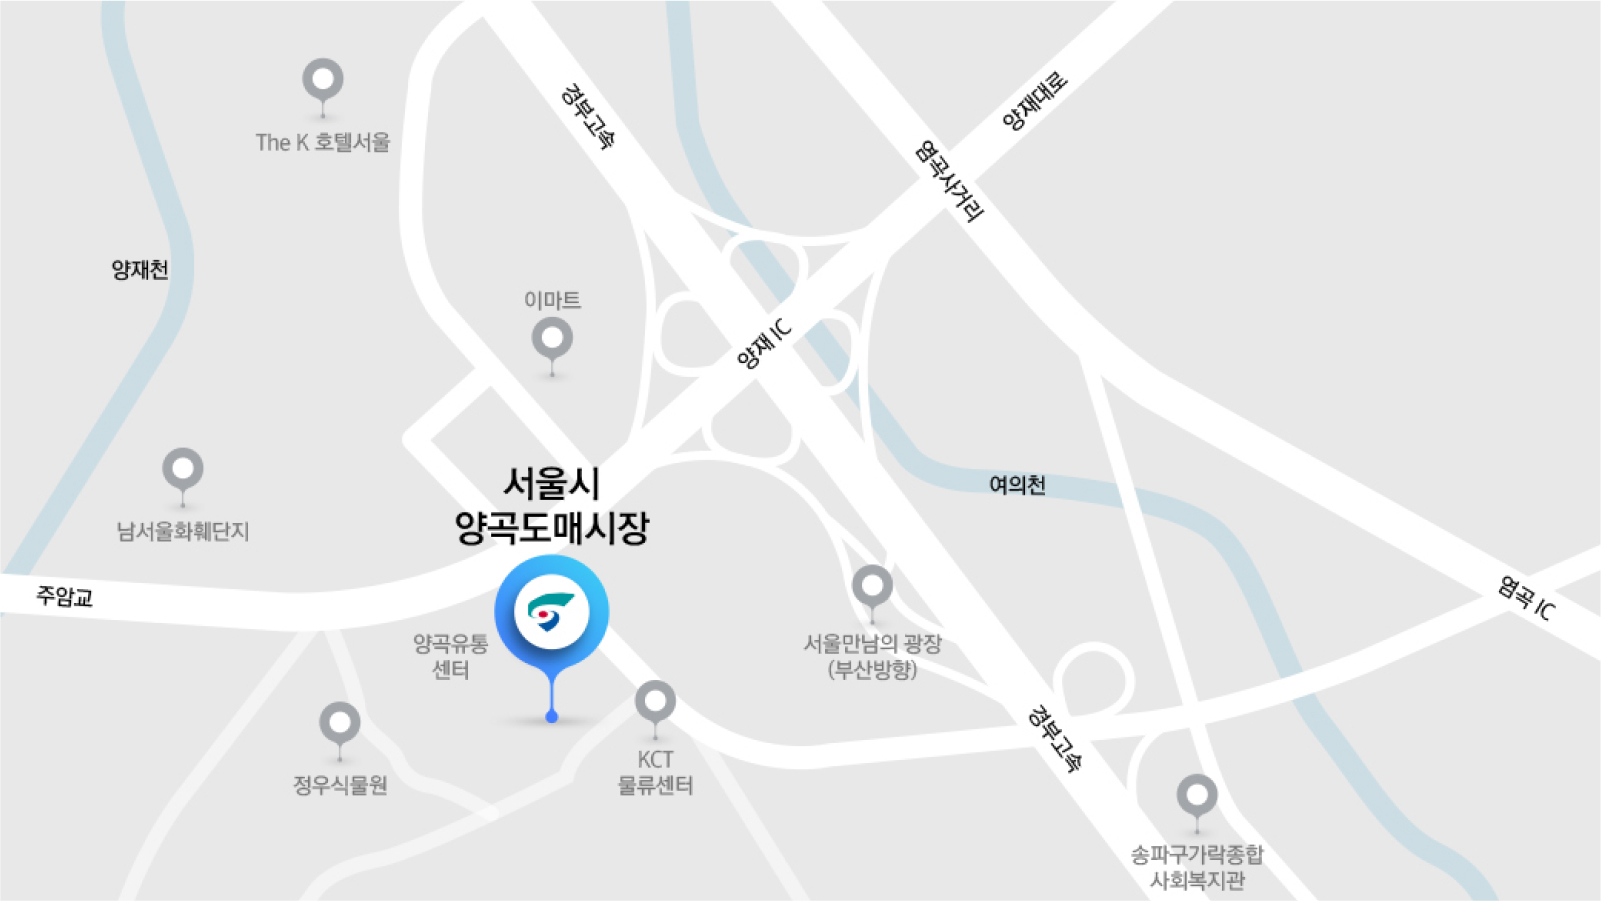 경부고속
양재대로
The K 호텔서울
염곡사거리
양재천
이마트
양재 IC
서울시
양곡도매시장
여의천
남서울화훼단지
주암교
염곡 IC
양곡유통
센터
서울만남의 광장
(부산방향)
경부고속
KCT
물류센터
정우식물원
송파구가락종합
사회복지관